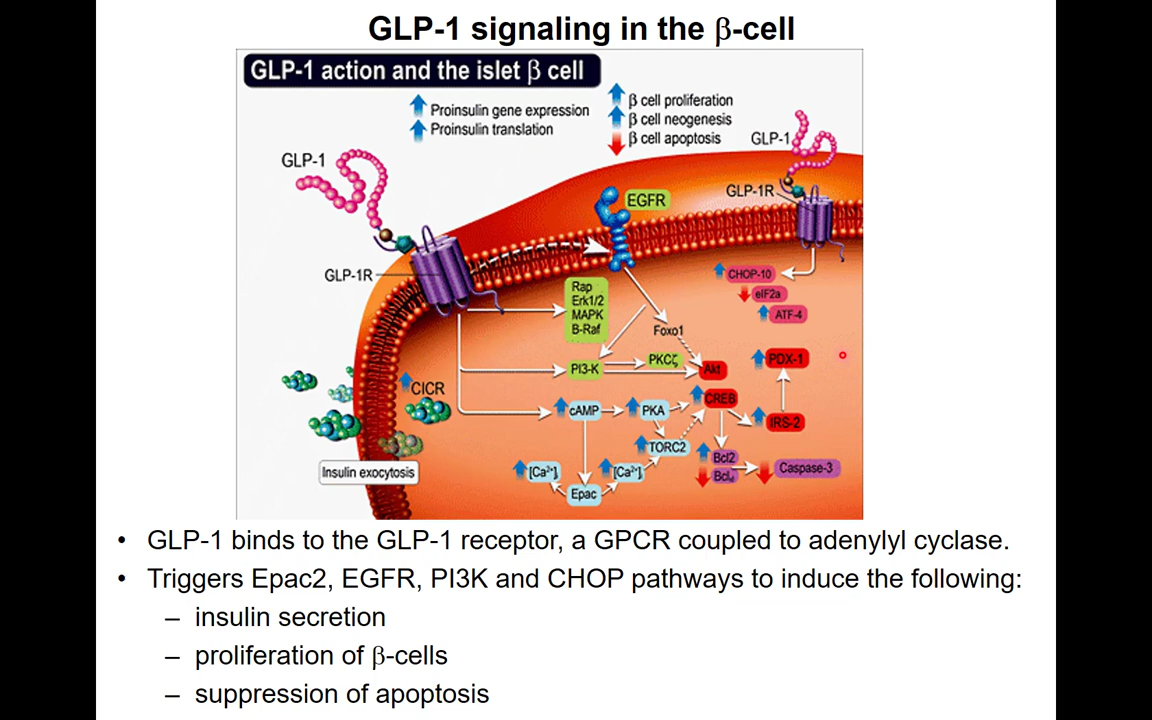 GLP-1 signaling in the β-cell
GLP-1 action and the islet β cell
Proinsulin gene expression
Proinsulin translation
β cell proliferation
β cell neogenesis
β cell apoptosis
GLP-1
GLP-1
EGFR
GLP-1R
GLP-1R
CHOP-10
eIF2a
ATF-4
Rap
Erk1/2
MAPK
B-Raf
Foxo1
PI3-K
PKCζ
Akt
PDX-1
CICR
cAMP
PKA
CREB
IRS-2
TORC2
Bcl2
Caspase-3
Insulin exocytosis
[Ca²⁺]
[Ca²⁺]
Epac
• GLP-1 binds to the GLP-1 receptor, a GPCR coupled to adenylyl cyclase.
• Triggers Epac2, EGFR, PI3K and CHOP pathways to induce the following:
– insulin secretion
– proliferation of β-cells
– suppression of apoptosis